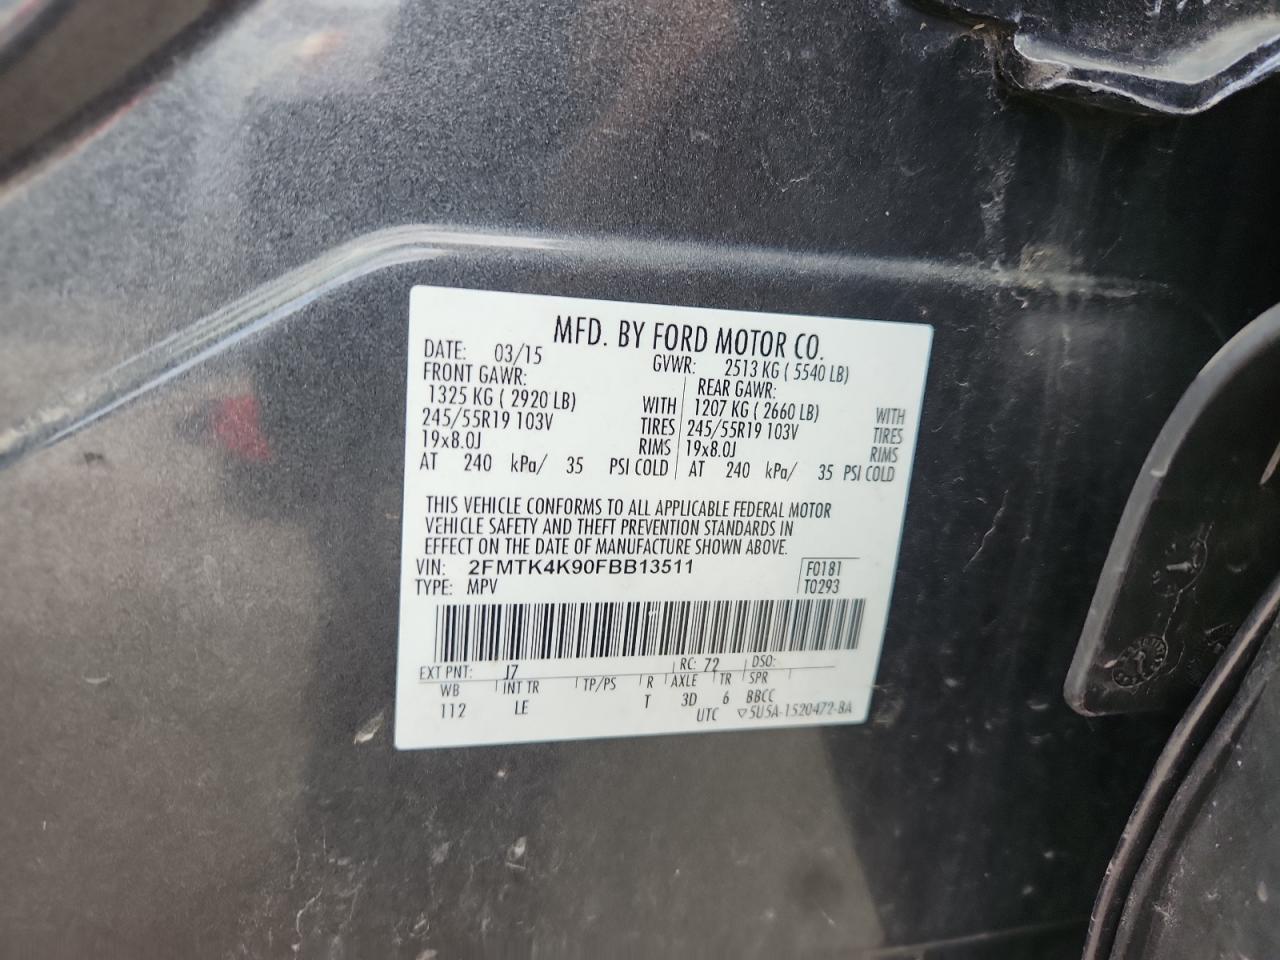 MFD. BY FORD MOTOR CO.
DATE: 03/15 GVWR: 2513 KG ( 5540 LB)
FRONT GAWR: REAR GAWR:
1325 KG ( 2920 LB) WITH 1207 KG ( 2660 LB) WITH
245/55R19 103V TIRES 245/55R19 103V TIRES
19x8.0J RIMS 19x8.0J RIMS
AT 240 kPa/ 35 PSI COLD AT 240 kPa/ 35 PSI COLD
THIS VEHICLE CONFORMS TO ALL APPLICABLE FEDERAL MOTOR
VEHICLE SAFETY AND THEFT PREVENTION STANDARDS IN
EFFECT ON THE DATE OF MANUFACTURE SHOWN ABOVE.
VIN: 2FMTK4K90FBB13511 F0181
TYPE: MPV T0293
EXT PNT: J7 RC: 72 DSO:
WB INT TR TP/PS R AXLE TR SPR
112 LE T 3D 6 BBCC
UTC ▽5U5A-1520472-BA